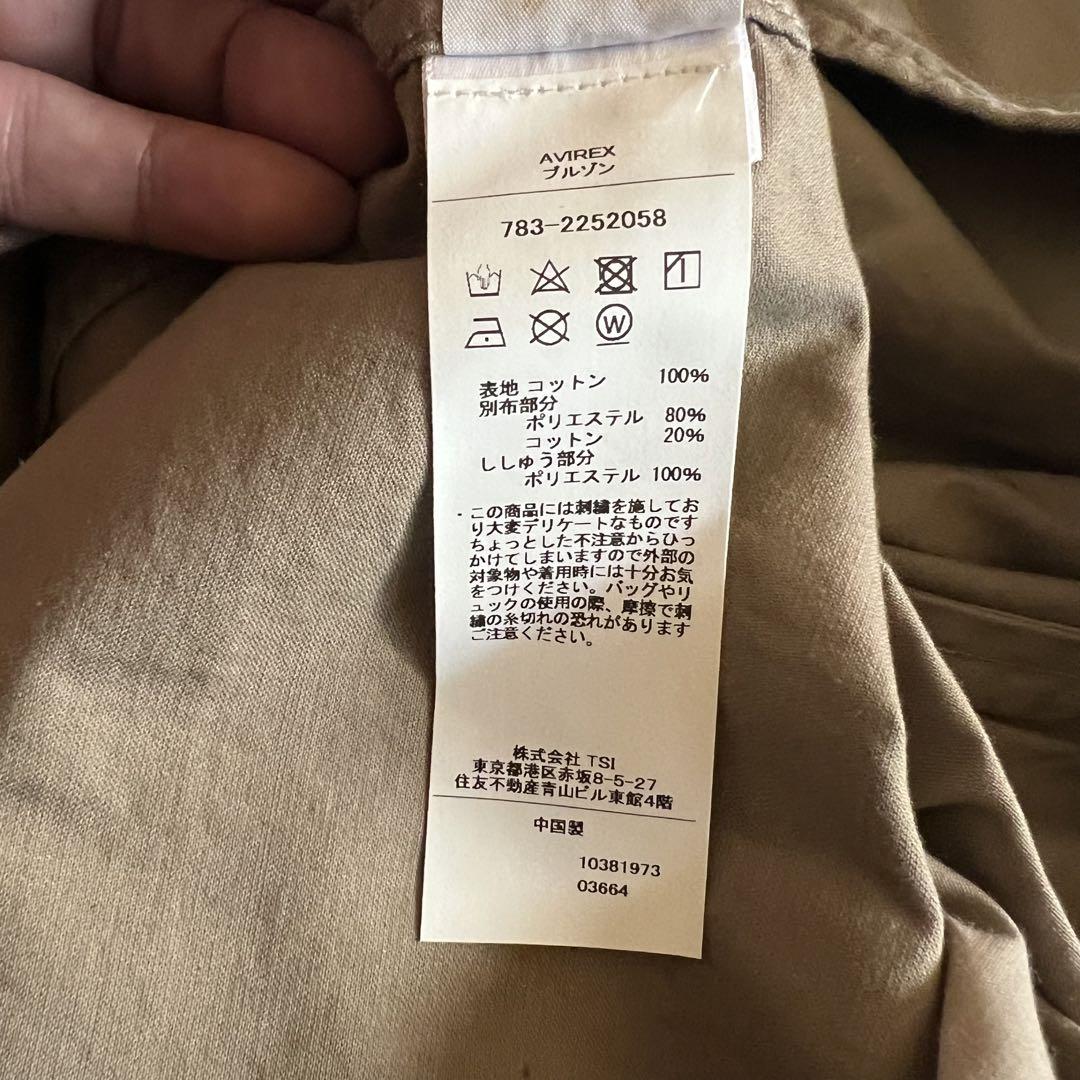 AVIREX
ブルゾン
783-2252058
W
表地 コットン 100%
別布部分
ポリエステル 80%
コットン 20%
ししゅう部分
ポリエステル 100%
・この商品には刺繍を施してお
り大変デリケートなものです
ちょっとした不注意からひっ
かけてしまいますので外部の
対象物や着用時には十分お気
をつけください。バッグやリ
ュックの使用の際、摩擦で刺
繍の糸切れの恐れがあります
ご注意ください。
株式会社 TSI
東京都港区赤坂8-5-27
住友不動産青山ビル東館4階
中国製
10381973
03664